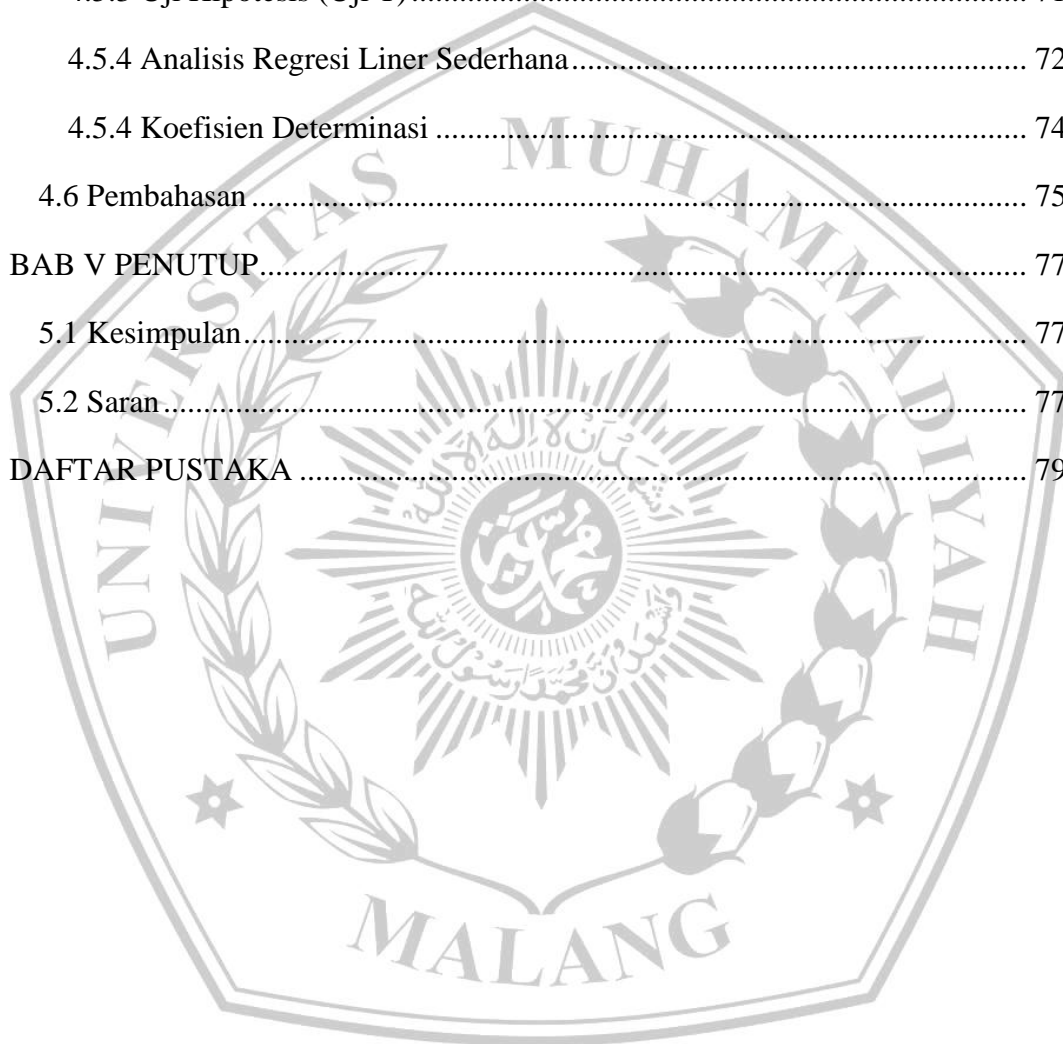 4.5.4 Analisis Regresi Liner Sederhana.................................................... 72
4.5.4 Koefisien Determinasi.................................................................... 74
4.6 Pembahasan............................................................................................ 75
BAB V PENUTUP........................................................................................ 77
5.1 Kesimpulan............................................................................................. 77
5.2 Saran....................................................................................................... 77
DAFTAR PUSTAKA................................................................................... 79
UNIVERSITAS MUHAMMADIYAH
MALANG